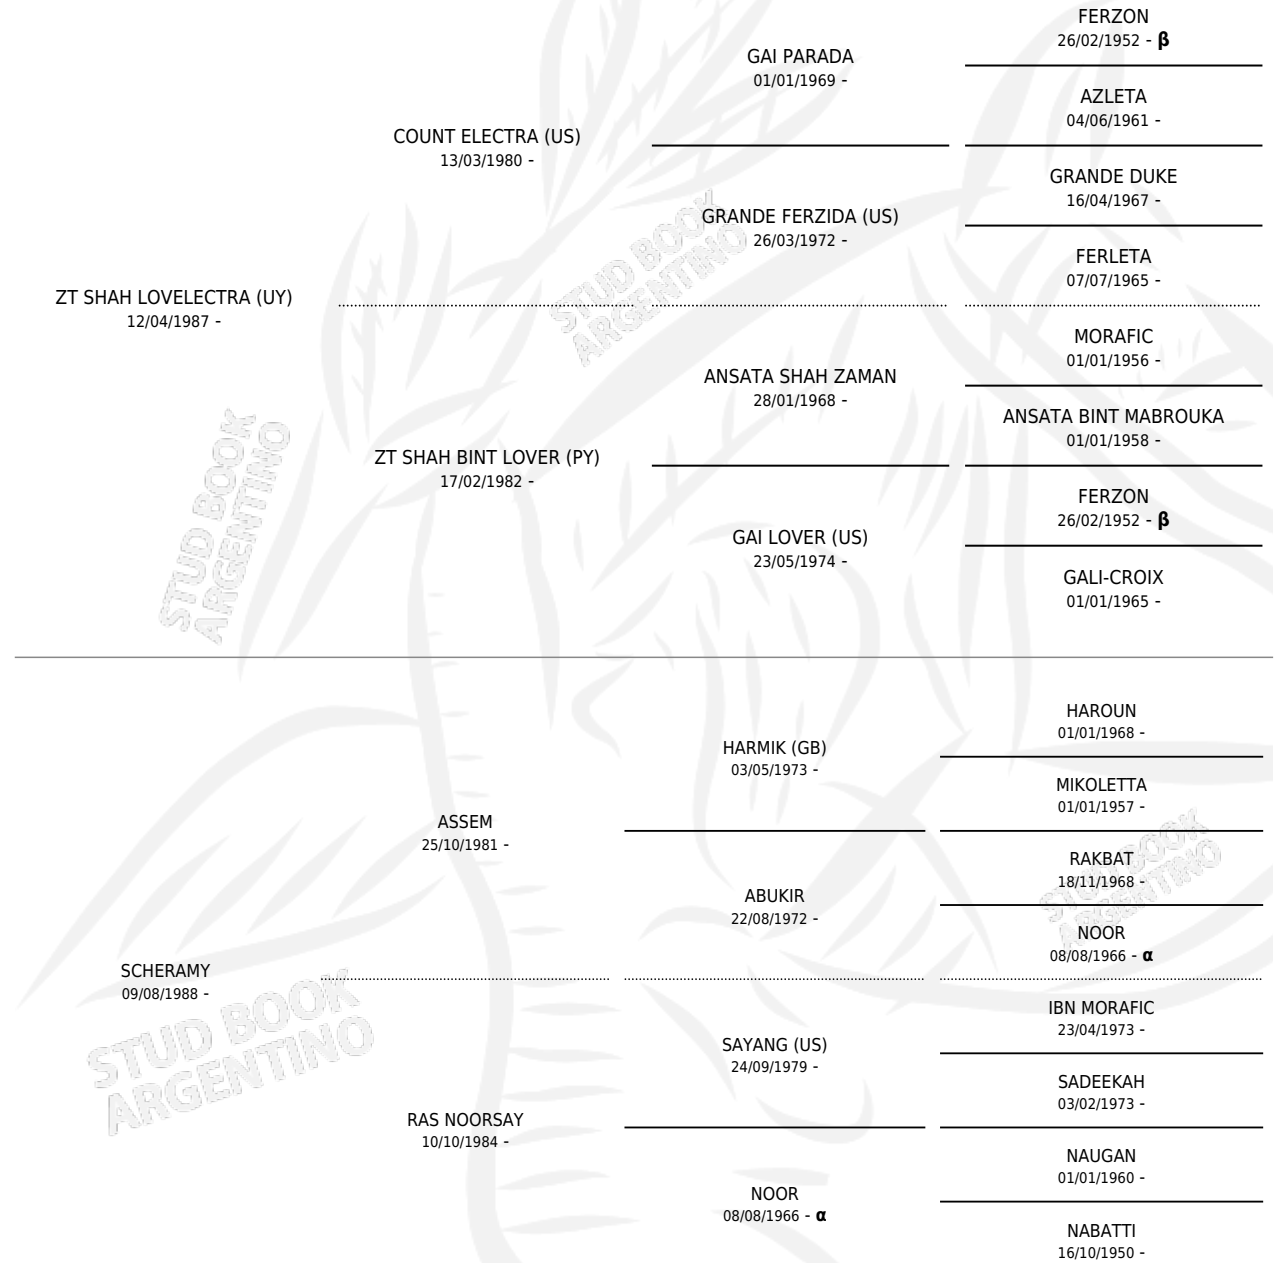 FERZON
26/02/1952 - β
GAI PARADA
01/01/1969 -
AZLETA
04/06/1961 -
COUNT ELECTRA (US)
13/03/1980 -
GRANDE DUKE
16/04/1967 -
GRANDE FERZIDA (US)
26/03/1972 -
FERLETA
07/07/1965 -
ZT SHAH LOVELECTRA (UY)
12/04/1987 -
MORAFIC
01/01/1956 -
ANSATA SHAH ZAMAN
28/01/1968 -
ANSATA BINT MABROUKA
01/01/1958 -
ZT SHAH BINT LOVER (PY)
17/02/1982 -
FERZON
26/02/1952 - β
GAI LOVER (US)
23/05/1974 -
GALI-CROIX
01/01/1965 -
HAROUN
01/01/1968 -
HARMIK (GB)
03/05/1973 -
MIKOLETTA
01/01/1957 -
ASSEM
25/10/1981 -
RAKBAT
18/11/1968 -
ABUKIR
22/08/1972 -
NOOR
08/08/1966 - α
SCHERAMY
09/08/1988 -
IBN MORAFIC
23/04/1973 -
SAYANG (US)
24/09/1979 -
SADEEKAH
03/02/1973 -
RAS NOORSAY
10/10/1984 -
NAUGAN
01/01/1960 -
NOOR
08/08/1966 - α
NABATTI
16/10/1950 -
STUD BOOK
ARGENTINO
STUD BOOK
ARGENTINO
STUD BOOK
ARGENTINO
STUD BOOK
ARGENTINO